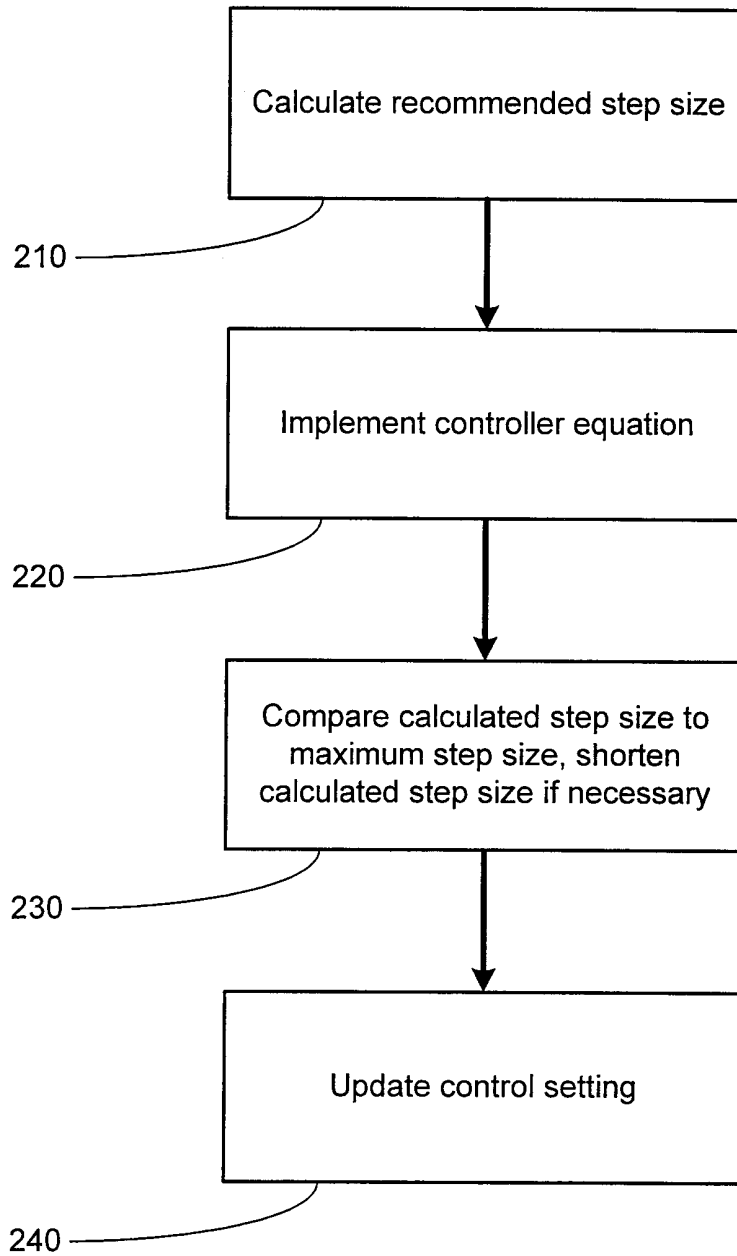 Calculate recommended step size
210
Implement controller equation
220
Compare calculated step size to
maximum step size, shorten
calculated step size if necessary
230
Update control setting
240